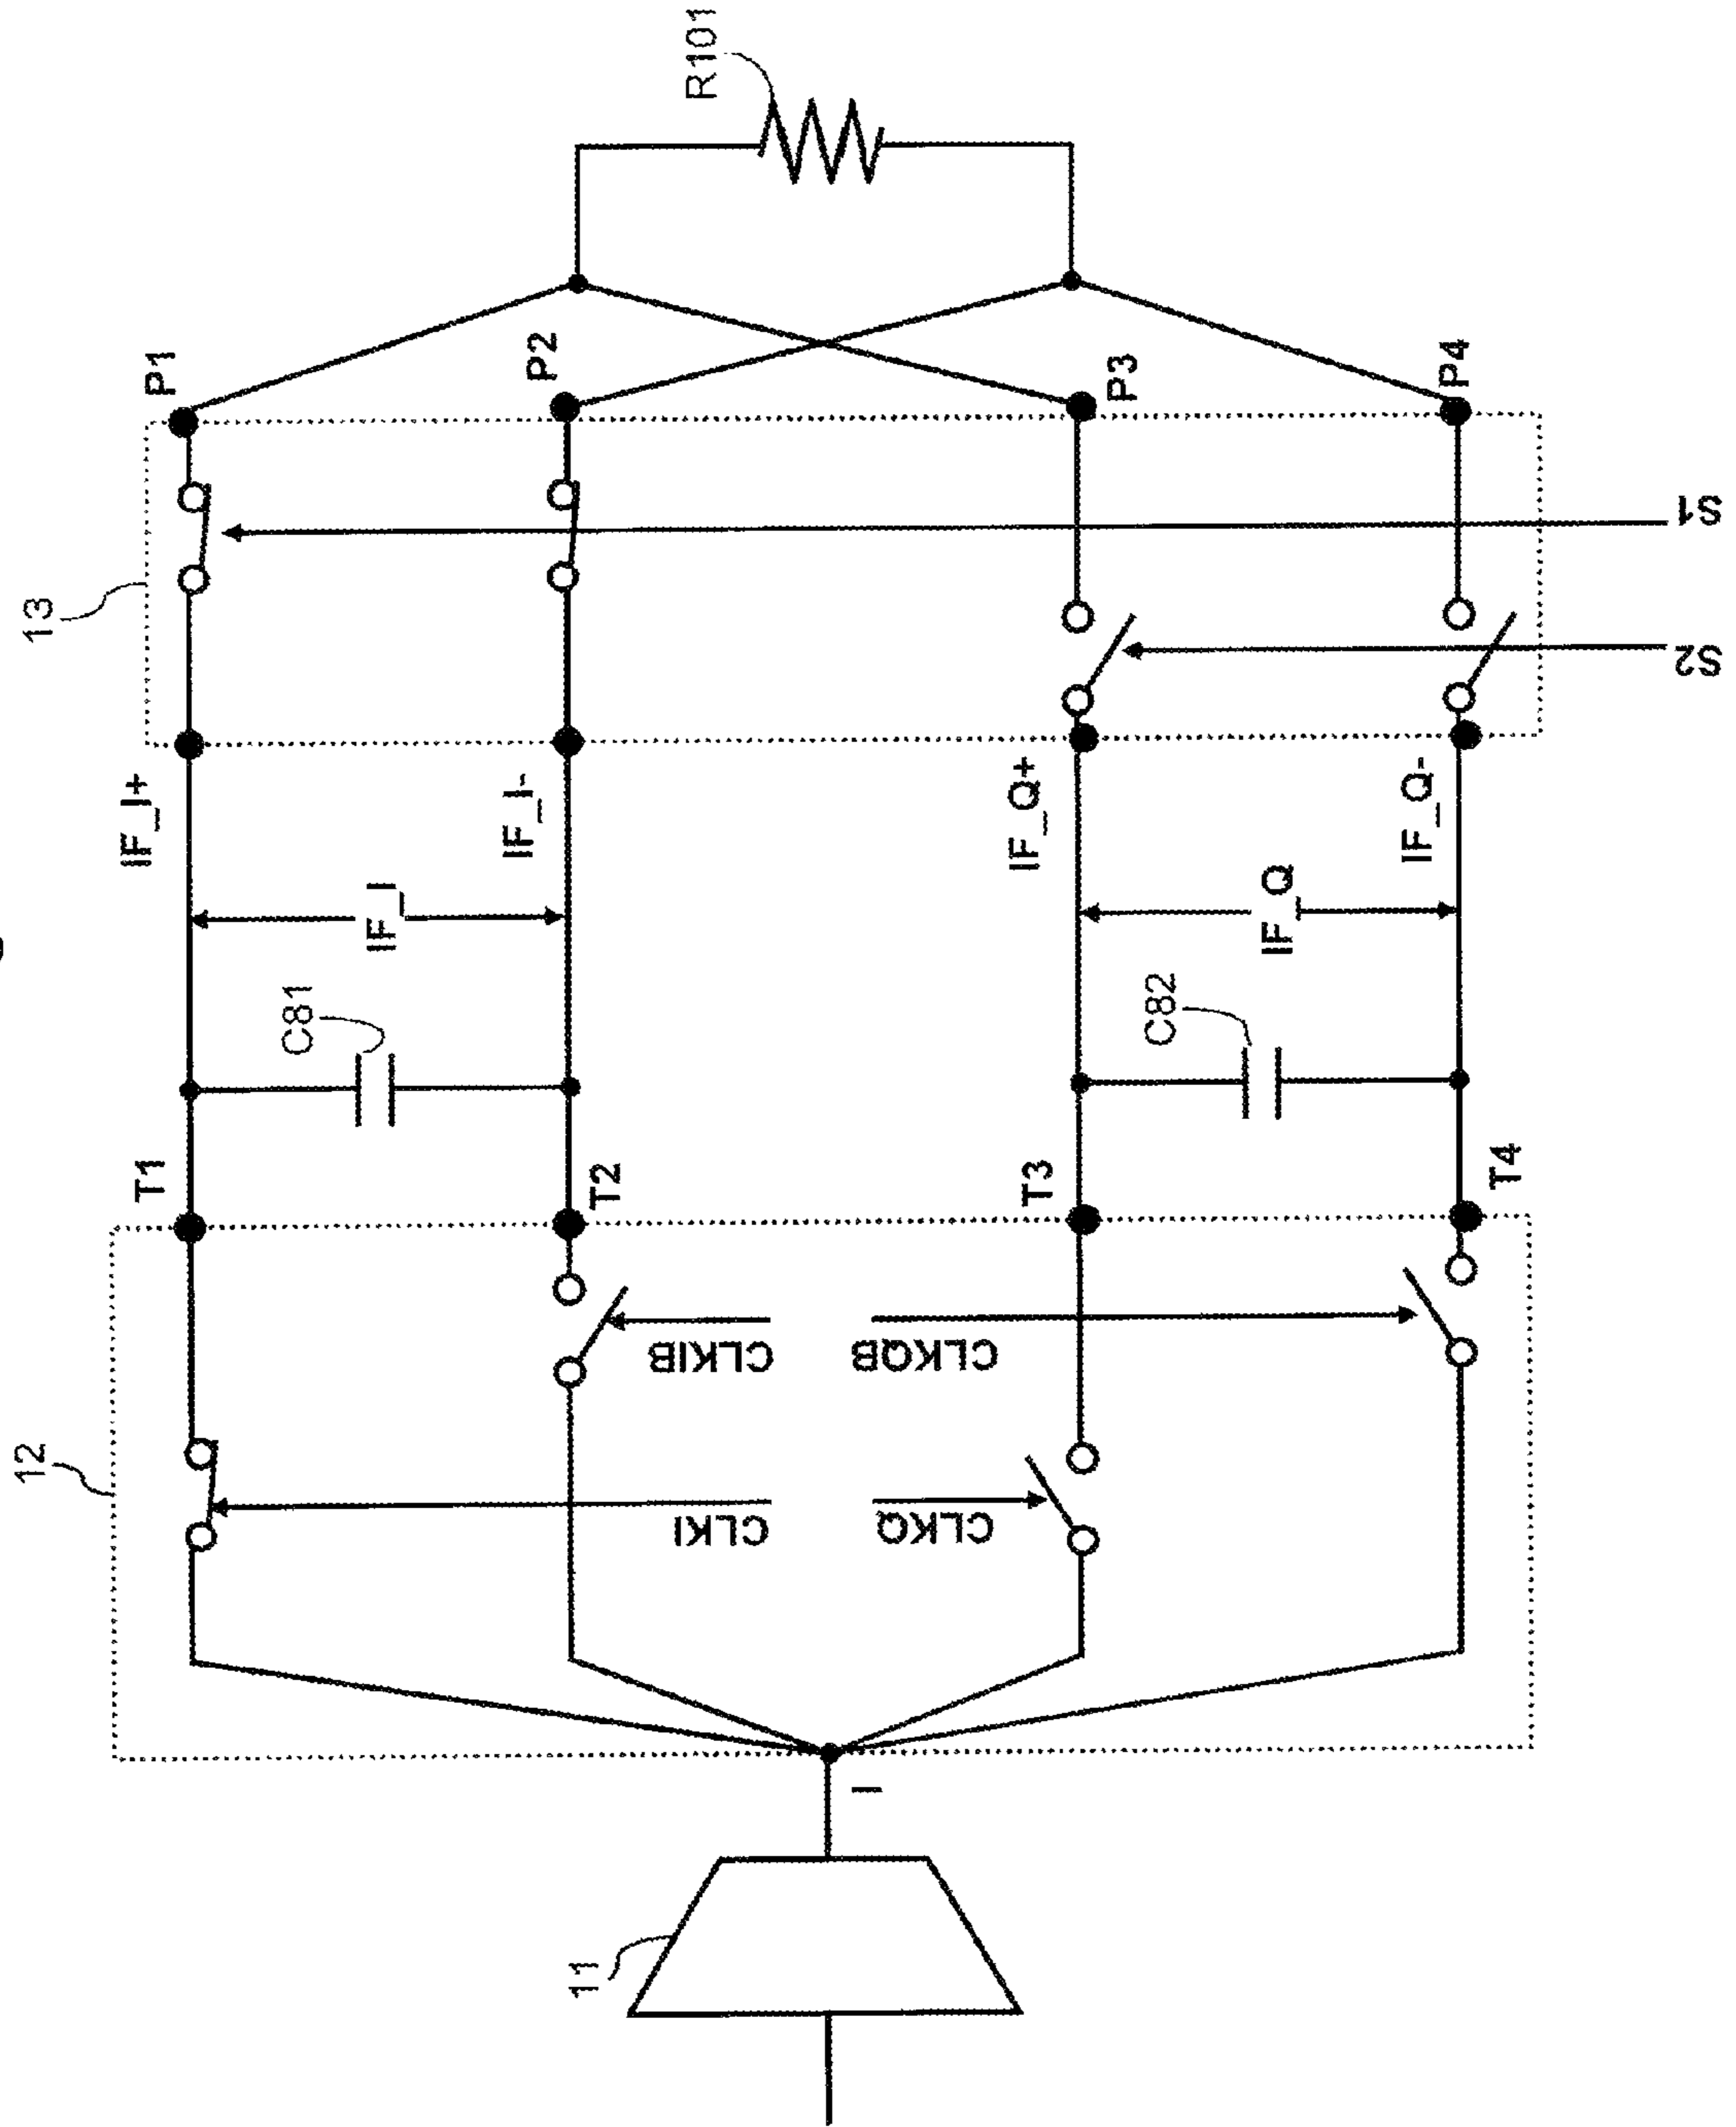 R101
P1
P2
P3
P4
13
S1
S2
IF_I+
IF_I-
IF_Q+
IF_Q-
IF_I
IF_Q
C81
C82
T1
T2
T3
T4
12
CLKIB
CLKQB
CLKI
CLKQ
I
11